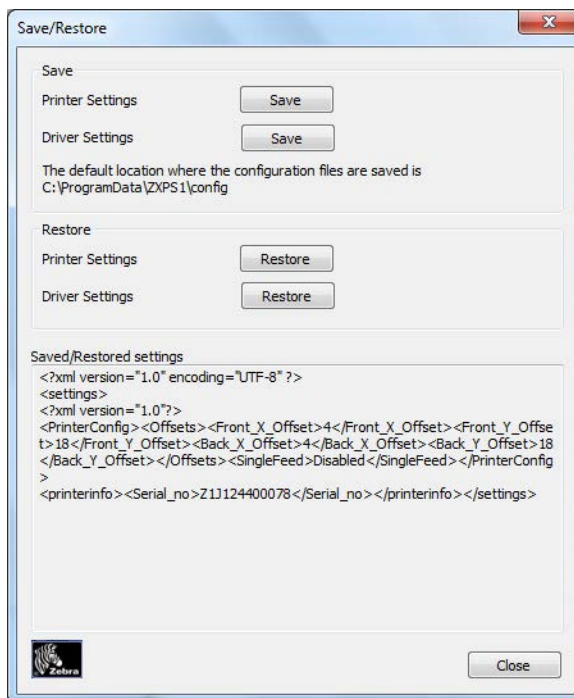 Save/Restore
Save
Printer Settings
Save
Driver Settings
Save
The default location where the configuration files are saved is
C:\ProgramData\ZXPS1\config
Restore
Printer Settings
Restore
Driver Settings
Restore
Saved/Restored settings
<?xml version="1.0" encoding="UTF-8" ?>
<settings>
<?xml version="1.0"?>
<PrinterConfig><Offsets><Front_X_Offset>4</Front_X_Offset><Front_Y_Offse
t>18</Front_Y_Offset><Back_X_Offset>4</Back_X_Offset><Back_Y_Offset>18
</Back_Y_Offset></Offsets><SingleFeed>Disabled</SingleFeed></PrinterConfig
>
<printerinfo><Serial_no>Z1J124400078</Serial_no></printerinfo></settings>
Zebra
Close